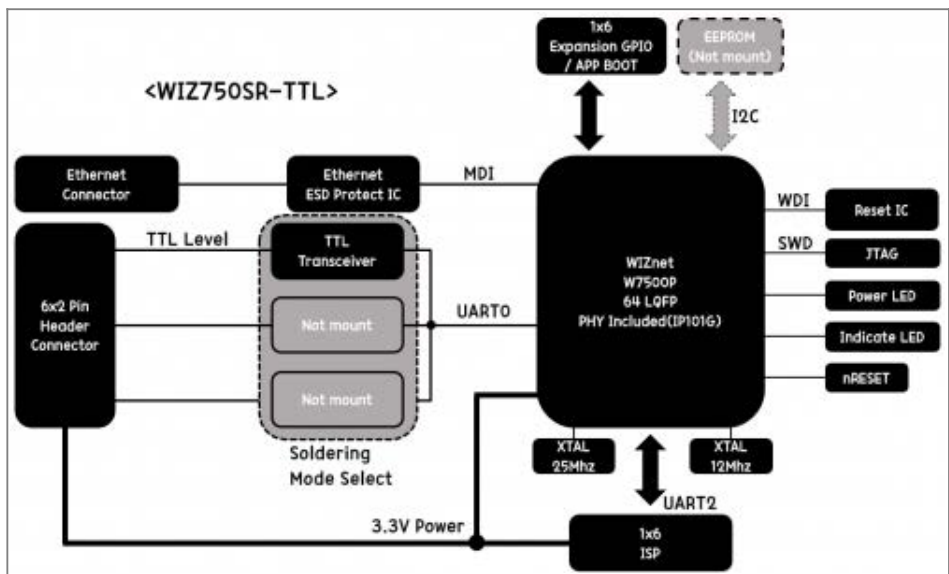 1x6
Expansion GPIO
/ APP BOOT
EEPROM
(Not mount)
<WIZ750SR-TTL>
I2C
Ethernet
Connector
Ethernet
ESD Protect IC
MDI
WDI
Reset IC
TTL Level
TTL
Transceiver
SWD
JTAG
6x2 Pin
Header
Connector
Not mount
UART0
WIZnet
W7500P
64 LQFP
PHY Included(IP101G)
Power LED
Indicate LED
Not mount
nRESET
Soldering
Mode Select
XTAL
25Mhz
XTAL
12Mhz
UART2
3.3V Power
1x6
ISP